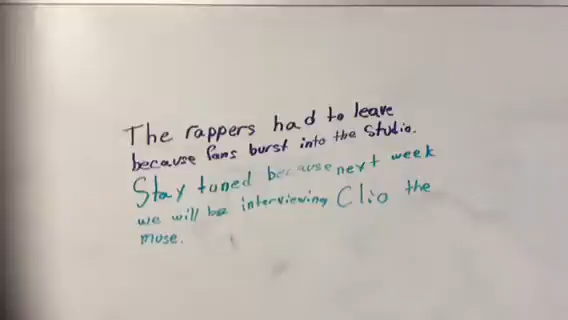 The rappers had to leave
because fans burst into the studio.
Stay tuned because next week
we will be interviewing Clio the
muse.